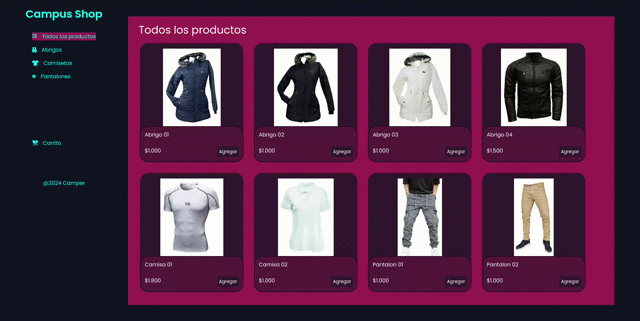 Campus Shop
Todos los productos
Abrigos
Camisetas
Pantalones
Carrito
@2024 Camper
Todos los productos
Abrigo 01
$1.000
Agregar
Abrigo 02
$1.000
Agregar
Abrigo 03
$1.000
Agregar
Abrigo 04
$1.500
Agregar
Camisa 01
$1.800
Agregar
Camisa 02
$1.000
Agregar
Pantalon 01
$1.000
Agregar
Pantalon 02
$1.000
Agregar